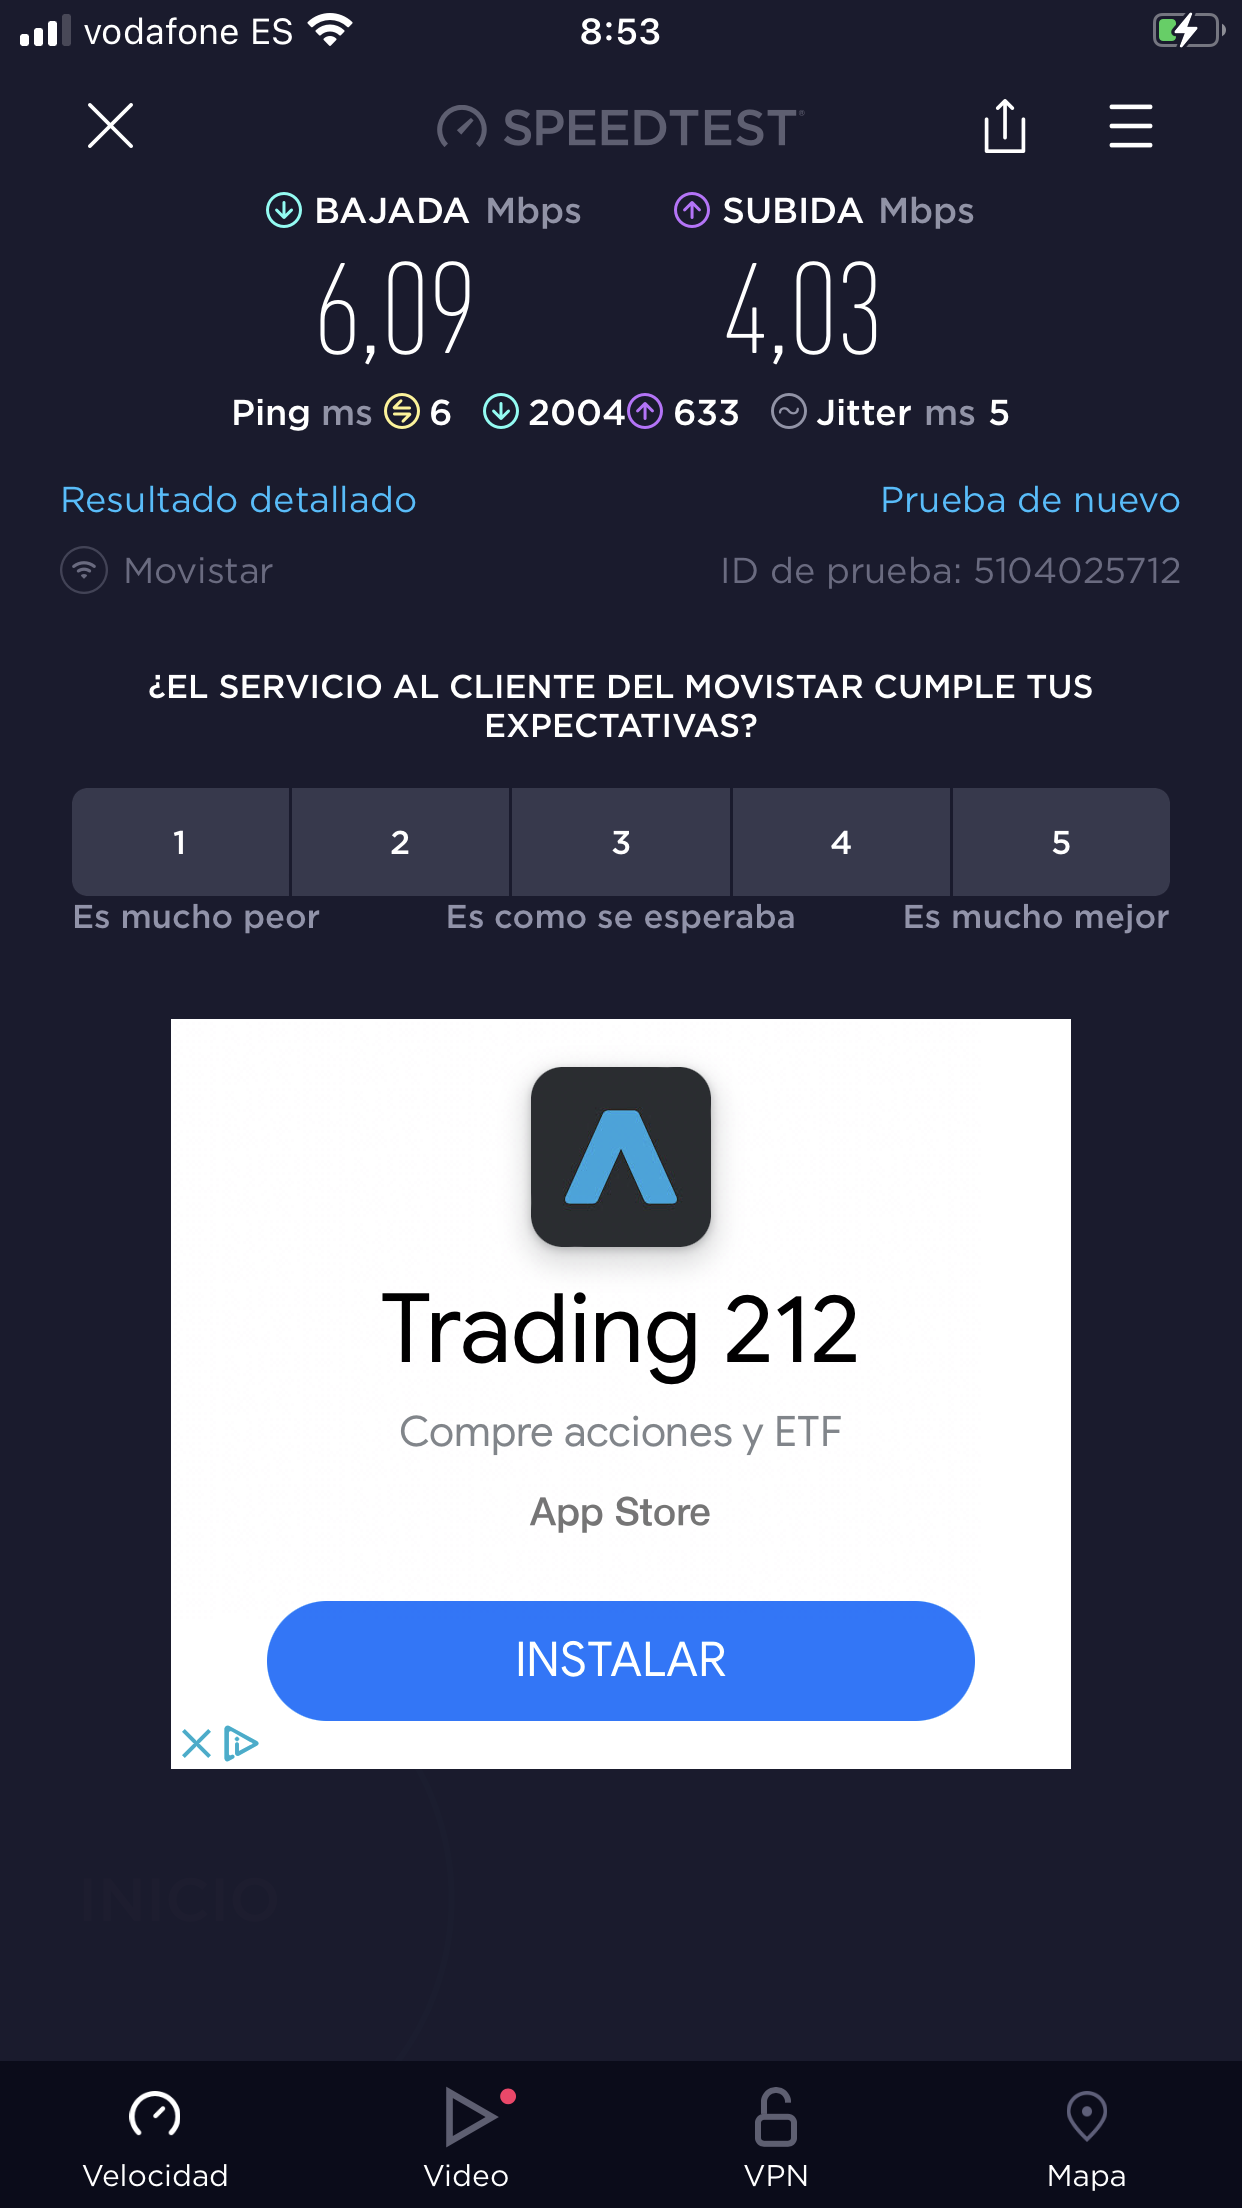 vodafone ES 8:53
SPEEDTEST
BAJADA Mbps SUBIDA Mbps
6,09 4,03
Ping ms 6 2004 633 Jitter ms 5
Resultado detallado Prueba de nuevo
Movistar ID de prueba: 5104025712
¿EL SERVICIO AL CLIENTE DEL MOVISTAR CUMPLE TUS
EXPECTATIVAS?
1 2 3 4 5
Es mucho peor Es como se esperaba Es mucho mejor
Trading 212
Compre acciones y ETF
App Store
INSTALAR
INICIO
Velocidad Video VPN Mapa